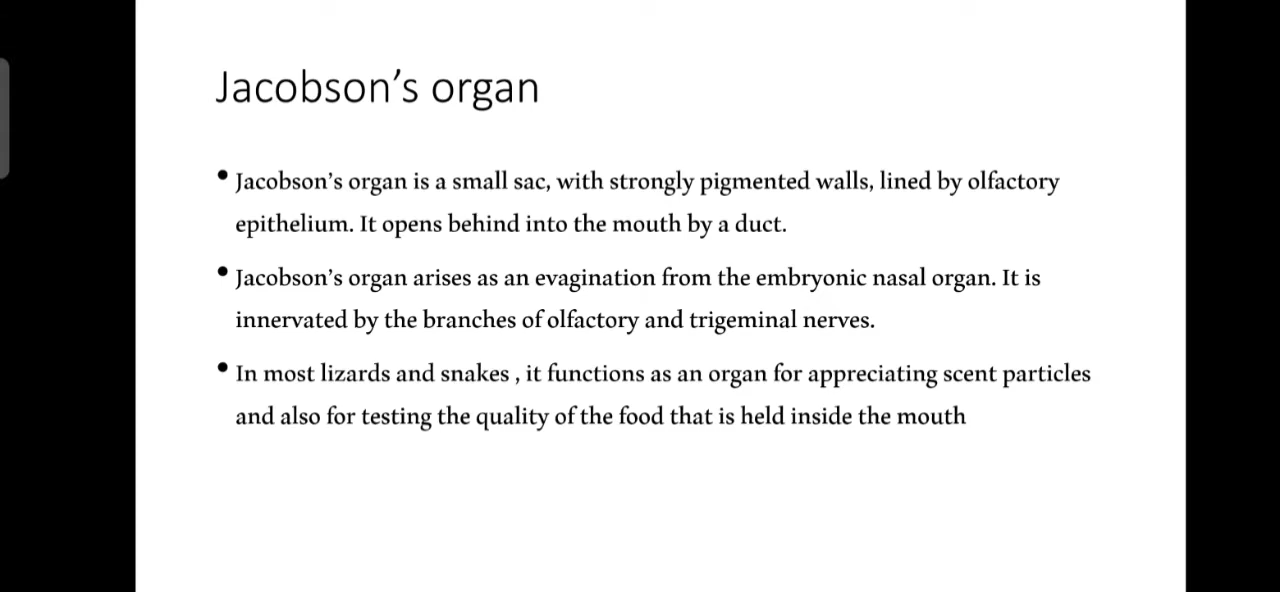 Jacobson’s organ
• Jacobson’s organ is a small sac, with strongly pigmented walls, lined by olfactory
epithelium. It opens behind into the mouth by a duct.
• Jacobson’s organ arises as an evagination from the embryonic nasal organ. It is
innervated by the branches of olfactory and trigeminal nerves.
• In most lizards and snakes , it functions as an organ for appreciating scent particles
and also for testing the quality of the food that is held inside the mouth